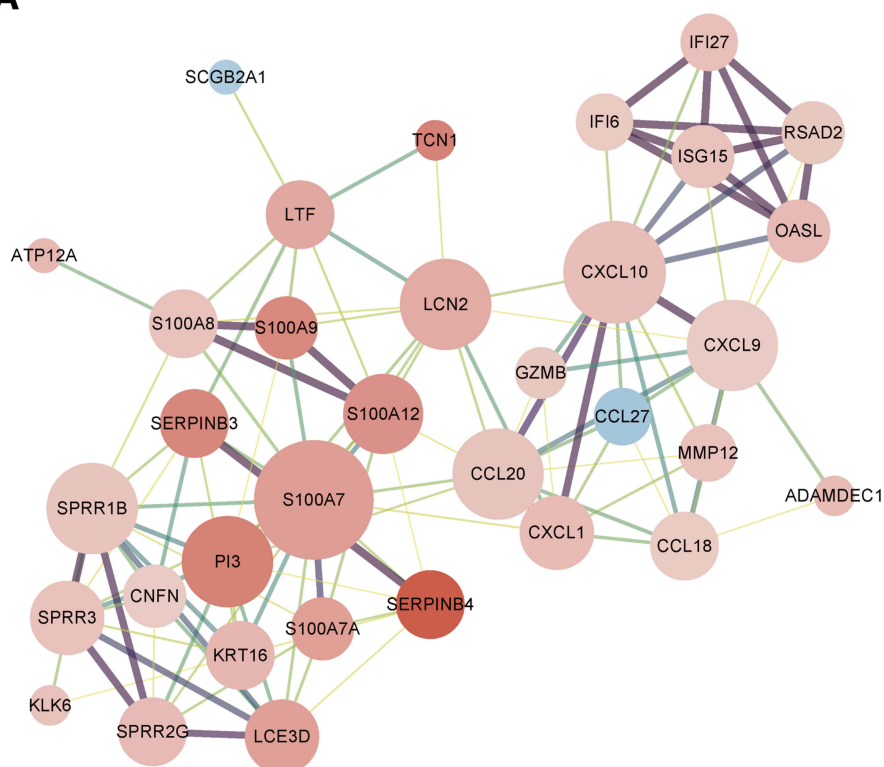 A
IFI27
SCGB2A1
IFI6
RSAD2
TCN1
ISG15
LTF
OASL
ATP12A
CXCL10
LCN2
S100A8
S100A9
CXCL9
GZMB
S100A12
CCL27
SERPINB3
MMP12
CCL20
S100A7
ADAMDEC1
SPRR1B
CXCL1
CCL18
PI3
CNFN
SERPINB4
SPRR3
S100A7A
KRT16
KLK6
SPRR2G
LCE3D